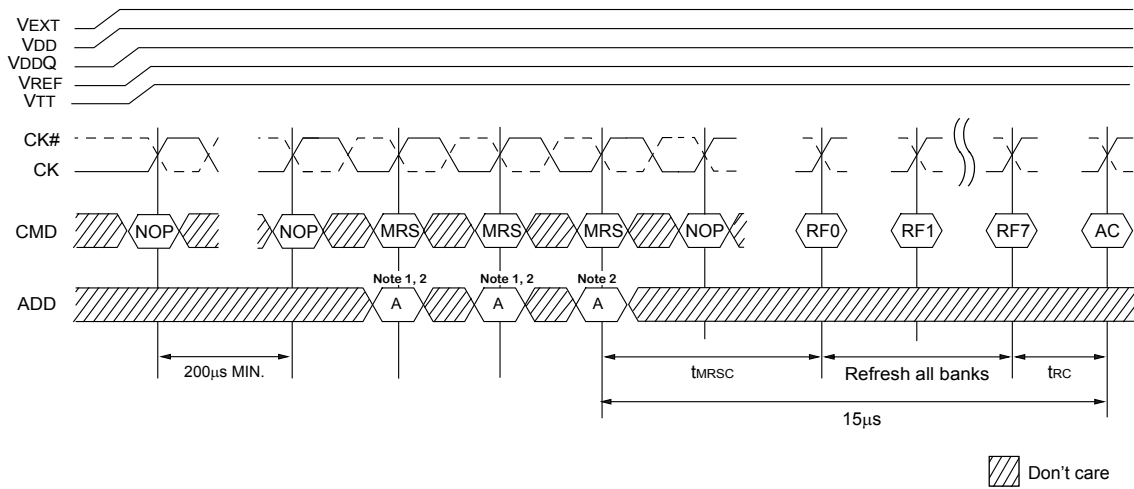 VEXT
VDD
VDDQ
VREF
VTT
CK#
CK
CMD NOP NOP MRS MRS MRS NOP RF0 RF1 RF7 AC
Note 1, 2 Note 1, 2 Note 2
ADD A A A
200μs MIN. tMRSC Refresh all banks tRC
15μs
Don't care